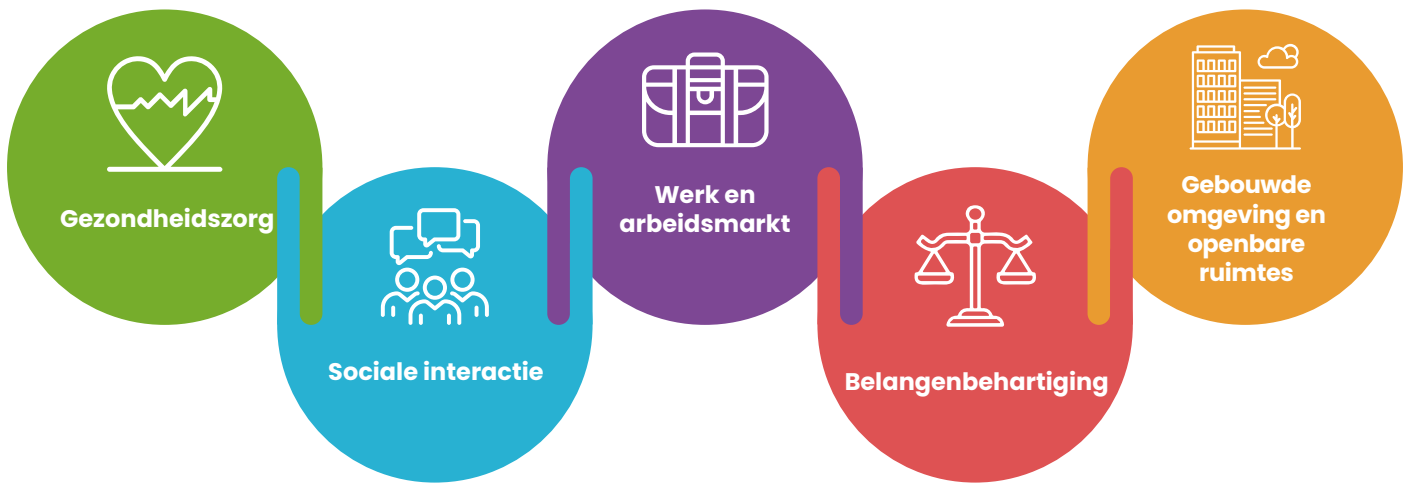 Gezondheidszorg
Sociale interactie
Werk en
arbeidsmarkt
Belangenbehartiging
Gebouwde
omgeving en
openbare
ruimtes